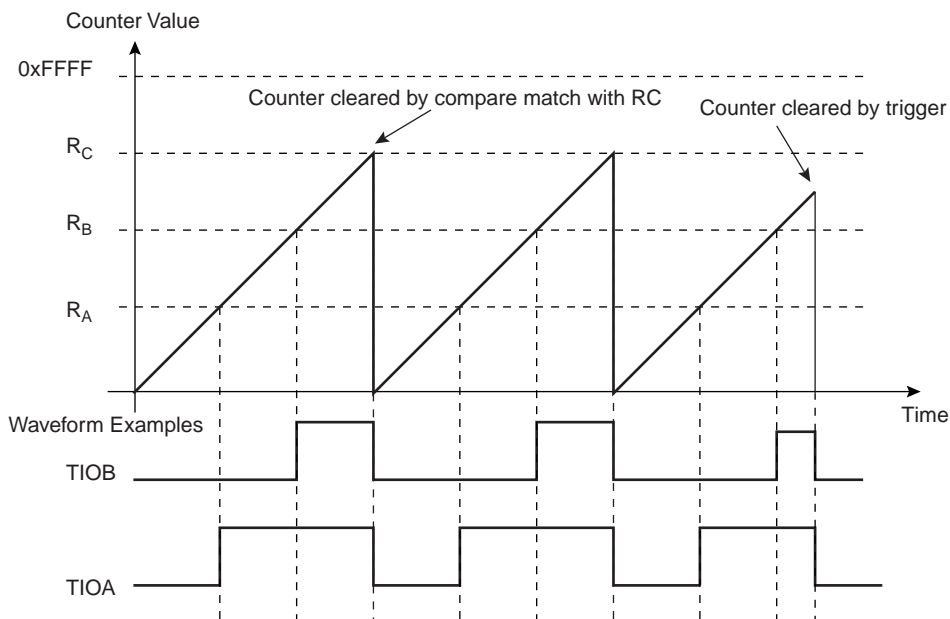 Counter Value
0xFFFF
Counter cleared by compare match with RC
Counter cleared by trigger
RC
RB
RA
Time
Waveform Examples
TIOB
TIOA